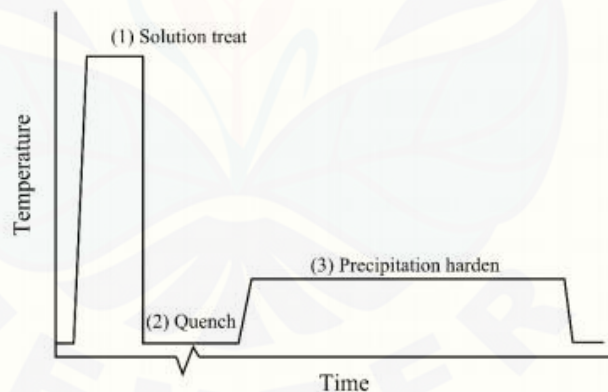 (1) Solution treat
Temperature
(3) Precipitation harden
(2) Quench
Time